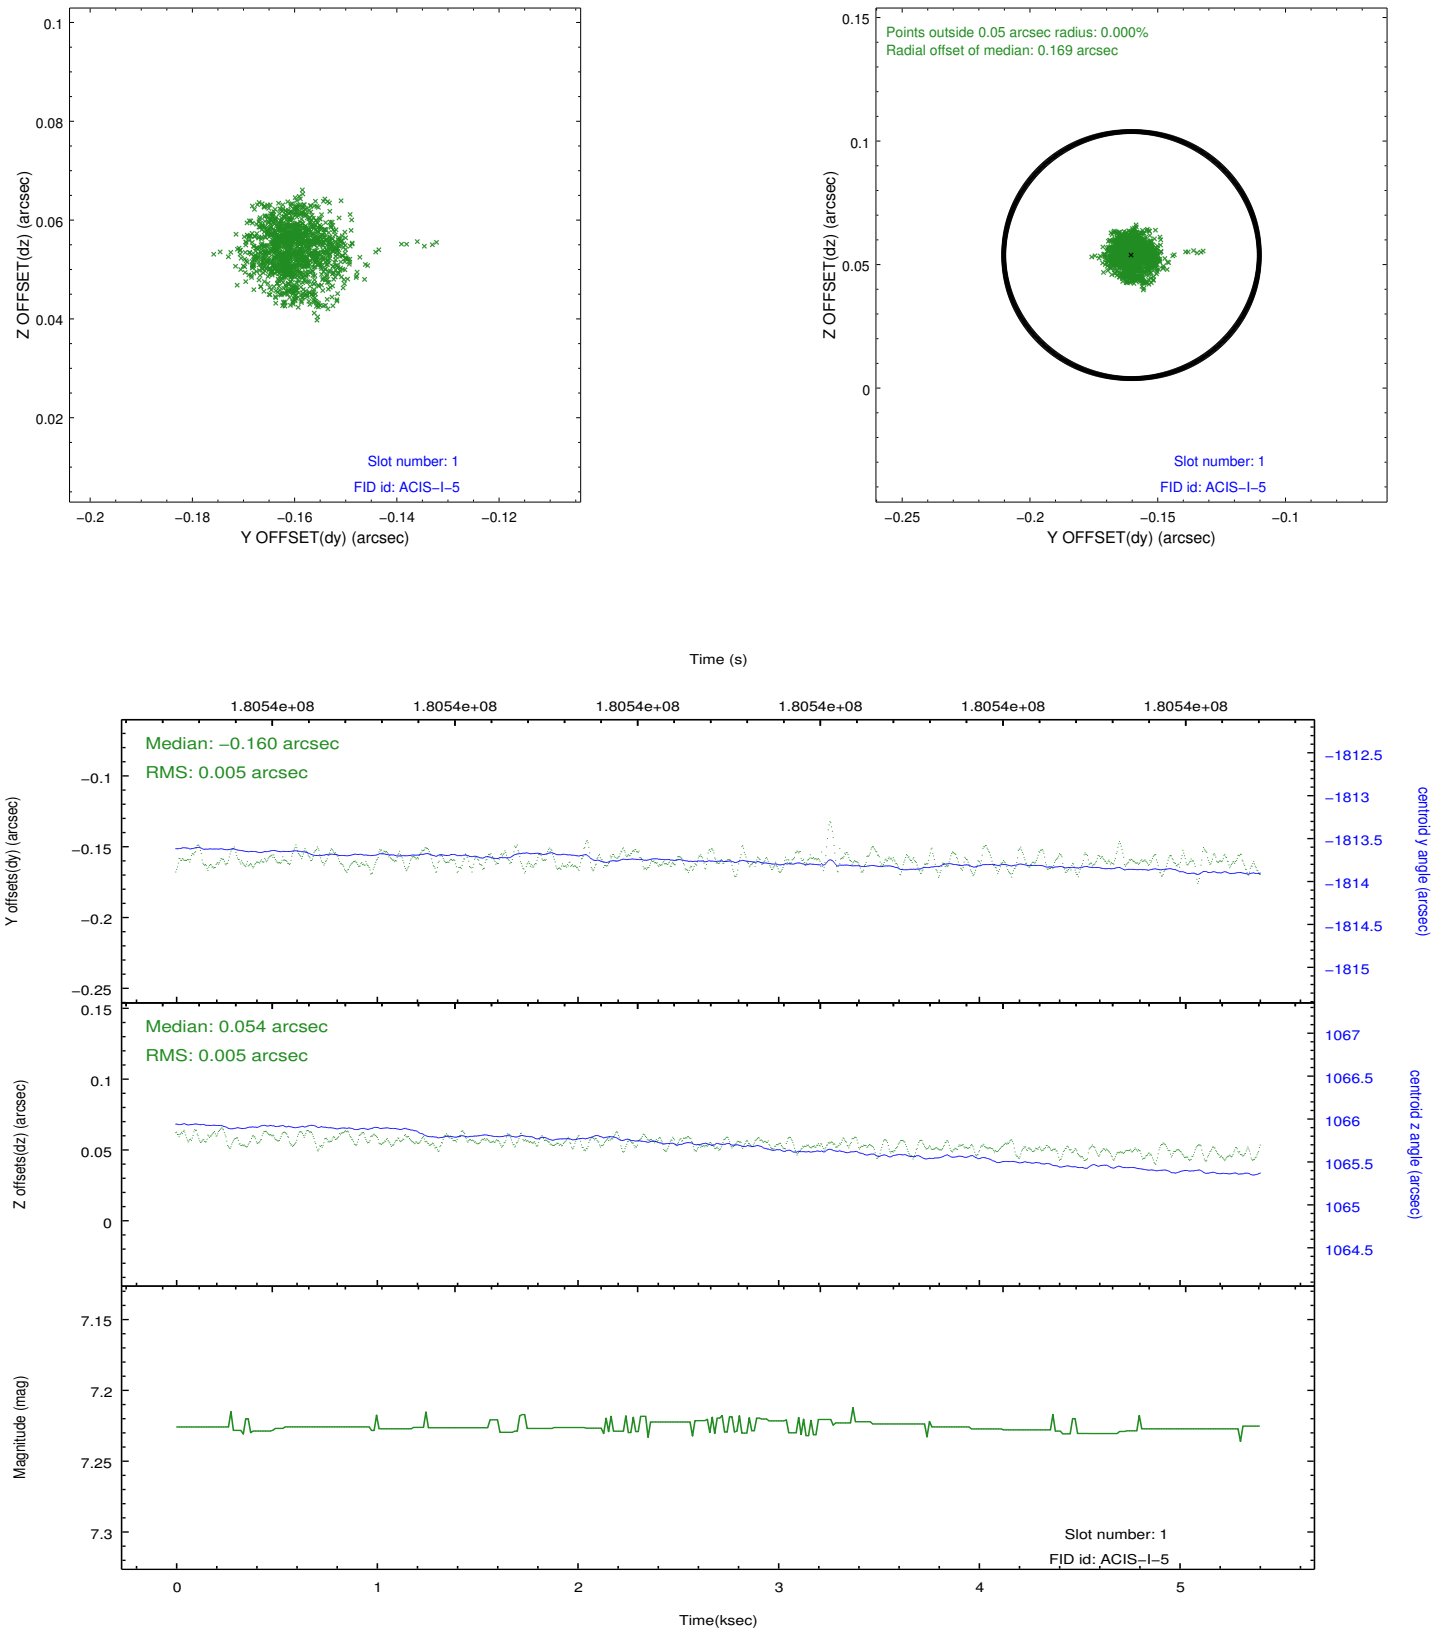 0.1
0.08
0.06
0.04
0.02
Z OFFSET(dz) (arcsec)
Slot number: 1
FID id: ACIS−I−5
−0.2
−0.18
−0.16
−0.14
−0.12
Y OFFSET(dy) (arcsec)
Points outside 0.05 arcsec radius: 0.000%
Radial offset of median: 0.169 arcsec
0.15
0.1
0.05
0
Z OFFSET(dz) (arcsec)
Slot number: 1
FID id: ACIS−I−5
−0.25
−0.2
−0.15
−0.1
Y OFFSET(dy) (arcsec)
Time (s)
1.8054e+08
1.8054e+08
1.8054e+08
1.8054e+08
1.8054e+08
1.8054e+08
Median: −0.160 arcsec
RMS: 0.005 arcsec
−0.1
−0.15
−0.2
−0.25
Y offsets(dy) (arcsec)
−1812.5
−1813
−1813.5
−1814
−1814.5
−1815
centroid y angle (arcsec)
Median: 0.054 arcsec
RMS: 0.005 arcsec
0.15
0.1
0.05
0
Z offsets(dz) (arcsec)
1067
1066.5
1066
1065.5
1065
1064.5
centroid z angle (arcsec)
7.15
7.2
7.25
7.3
Magnitude (mag)
Slot number: 1
FID id: ACIS−I−5
0
1
2
3
4
5
Time(ksec)